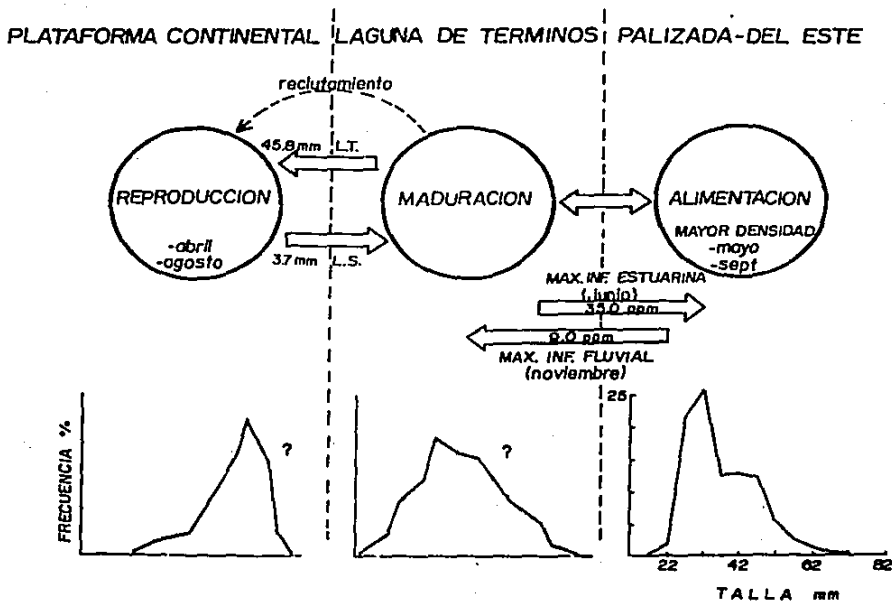 PLATAFORMA CONTINENTAL
LAGUNA DE TERMINOS
PALIZADA-DEL ESTE
reclutamiento
45.8 mm L.T.
REPRODUCCION
-abril
-agosto
3.7 mm L.S.
MADURACION
ALIMENTACION
MAYOR DENSIDAD
-mayo
-sept
MAX. INF. ESTUARINA
(junio)
35.0 ppm
0.0 ppm
MAX. INF. FLUVIAL
(noviembre)
FRECUENCIA %
?
?
25
22 42 62 82
TALLA mm